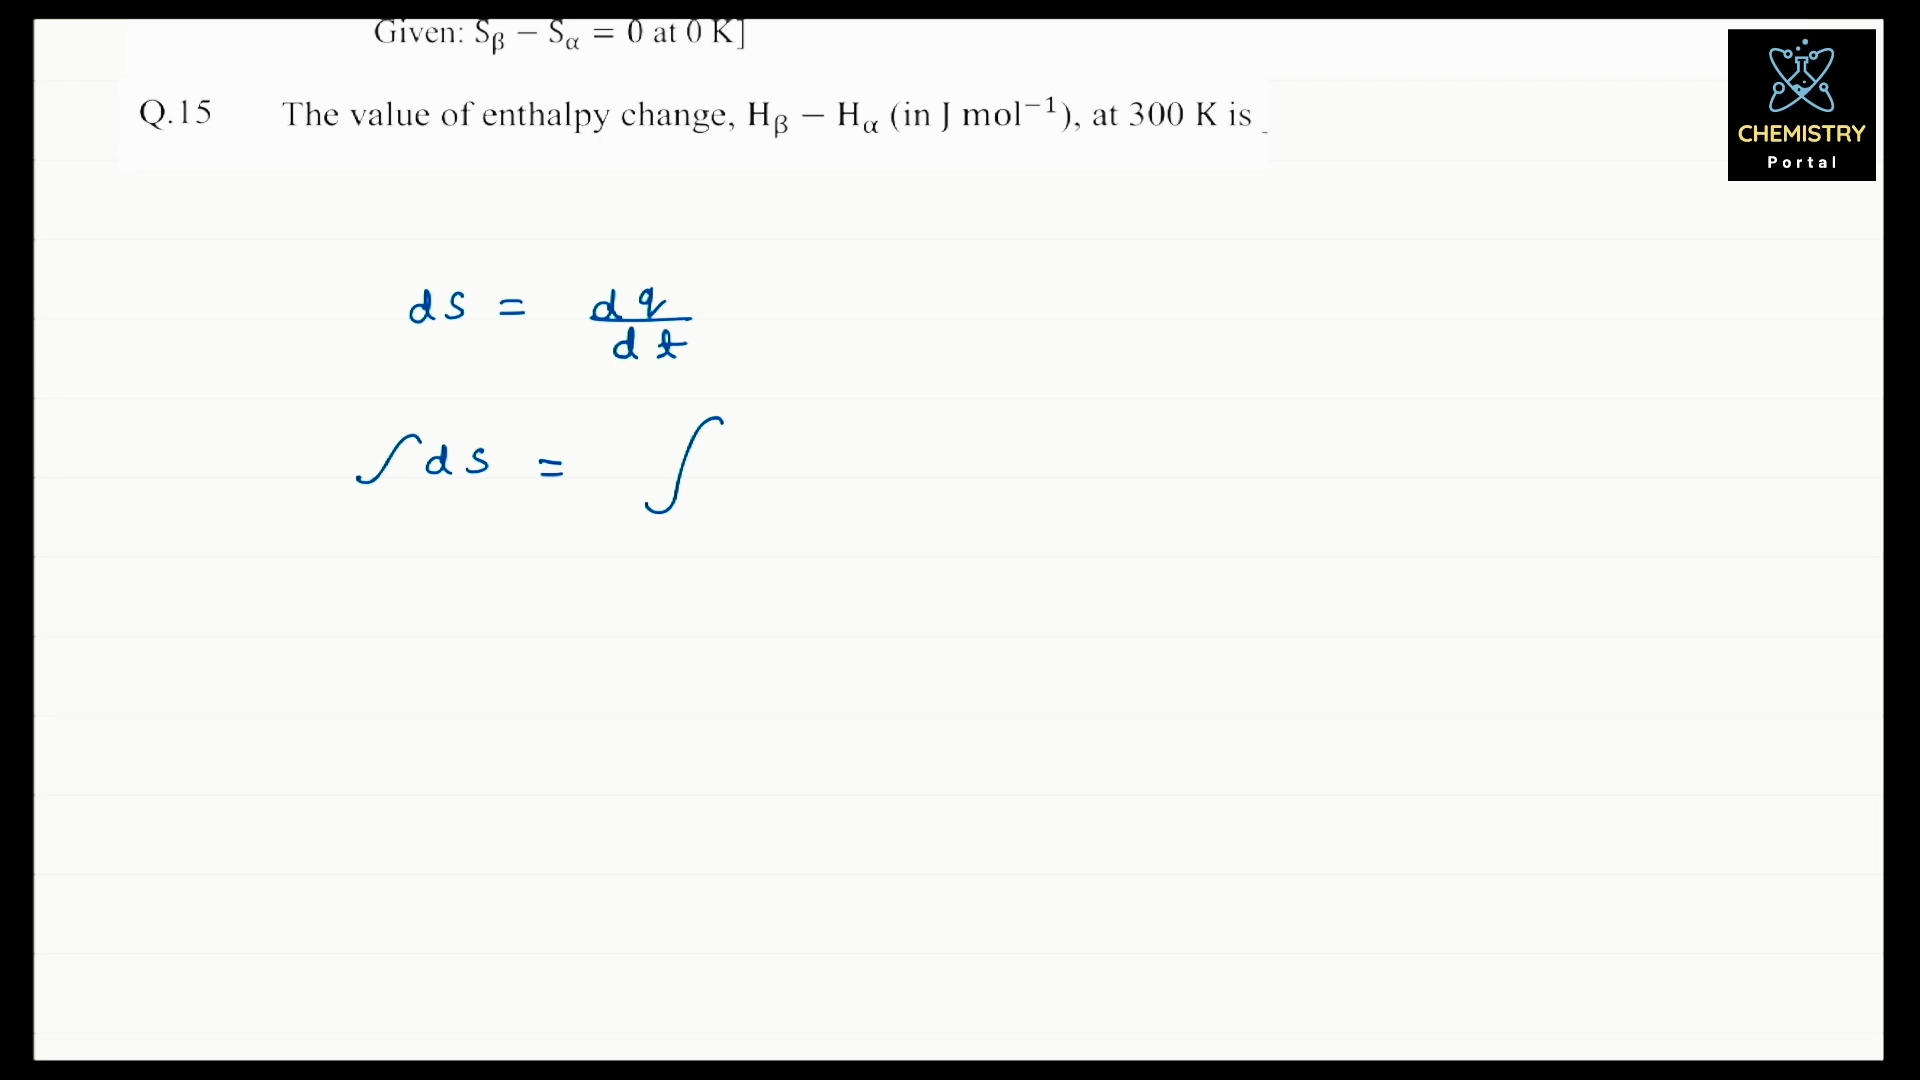 Given: Sβ − Sα = 0 at 0 K]
Q.15 The value of enthalpy change, Hβ − Hα (in J mol⁻¹), at 300 K is _
CHEMISTRY
Portal
ds = dq/dt
∫ds = ∫